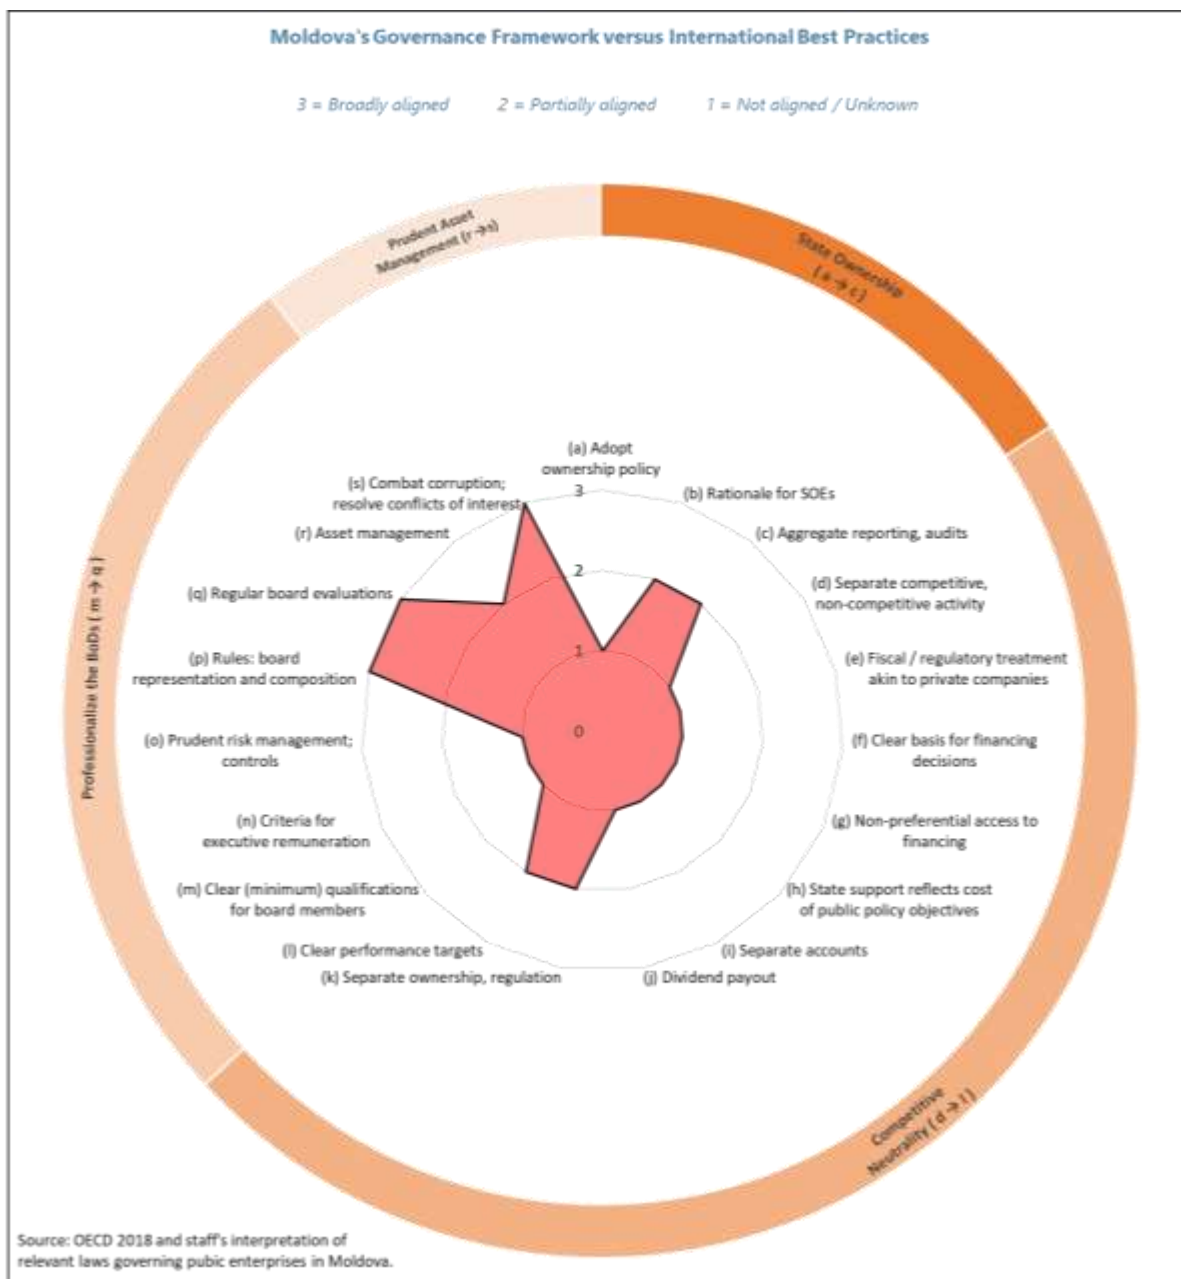 Moldova's Governance Framework versus International Best Practices
3 = Broadly aligned 2 = Partially aligned 1 = Not aligned / Unknown
Prudent Asset
Management (r → s)
State Ownership
( a → c )
(a) Adopt
ownership policy
(s) Combat corruption;
resolve conflicts of interest
3
(b) Rationale for SOEs
(r) Asset management
(c) Aggregate reporting, audits
2
(q) Regular board evaluations
(d) Separate competitive,
non-competitive activity
1
(p) Rules: board
representation and composition
(e) Fiscal / regulatory treatment
akin to private companies
Professionalize the BoDs ( m → q )
0
(o) Prudent risk management;
controls
(f) Clear basis for financing
decisions
(n) Criteria for
executive remuneration
(g) Non-preferential access to
financing
(m) Clear (minimum) qualifications
for board members
(h) State support reflects cost
of public policy objectives
(l) Clear performance targets
(i) Separate accounts
(k) Separate ownership, regulation
(j) Dividend payout
Competitive
Neutrality ( d → l )
Source: OECD 2018 and staff's interpretation of
relevant laws governing pubic enterprises in Moldova.